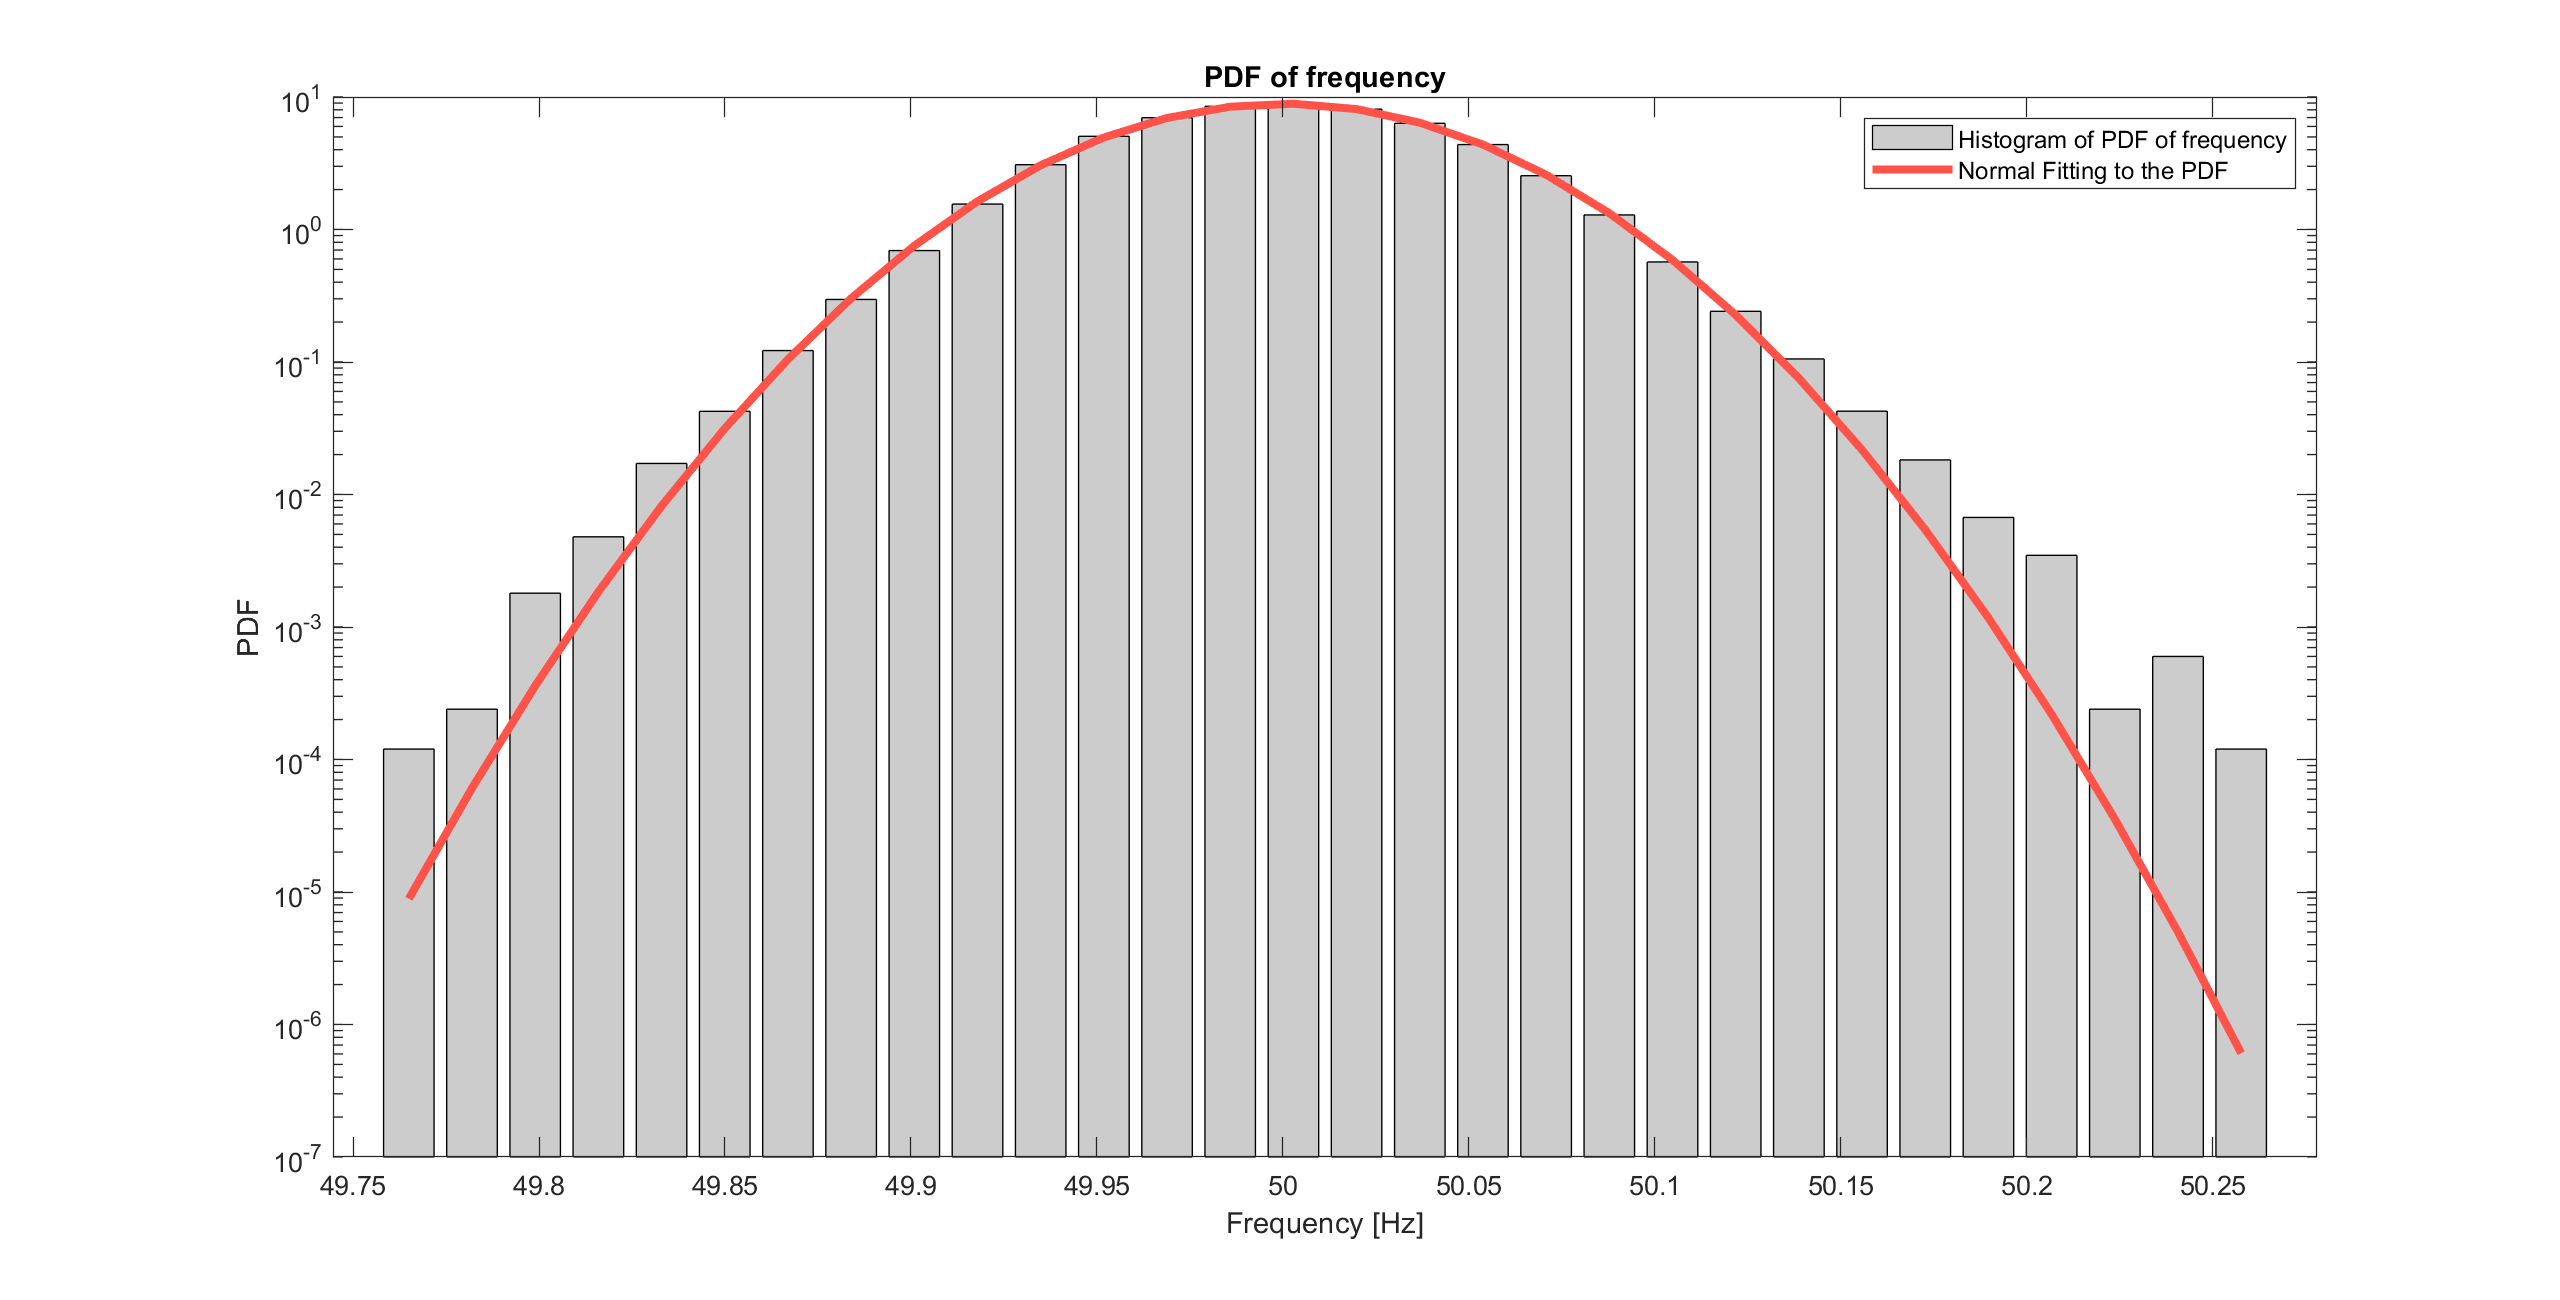 PDF of frequency
Histogram of PDF of frequency
Normal Fitting to the PDF
10^1
10^0
10^-1
10^-2
10^-3
10^-4
10^-5
10^-6
10^-7
PDF
49.75 49.8 49.85 49.9 49.95 50 50.05 50.1 50.15 50.2 50.25
Frequency [Hz]